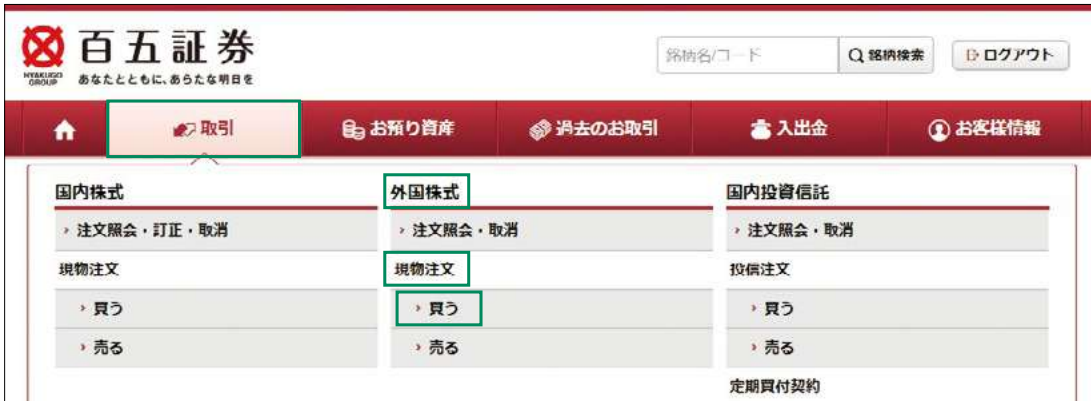 百五証券
HYAKUGO GROUP
あなたとともに、あらたな明日を
銘柄名/コード
銘柄検索
ログアウト
取引
お預り資産
過去のお取引
入出金
お客様情報
国内株式
› 注文照会・訂正・取消
現物注文
› 買う
› 売る
外国株式
› 注文照会・取消
現物注文
› 買う
› 売る
国内投資信託
› 注文照会・取消
投信注文
› 買う
› 売る
定期買付契約